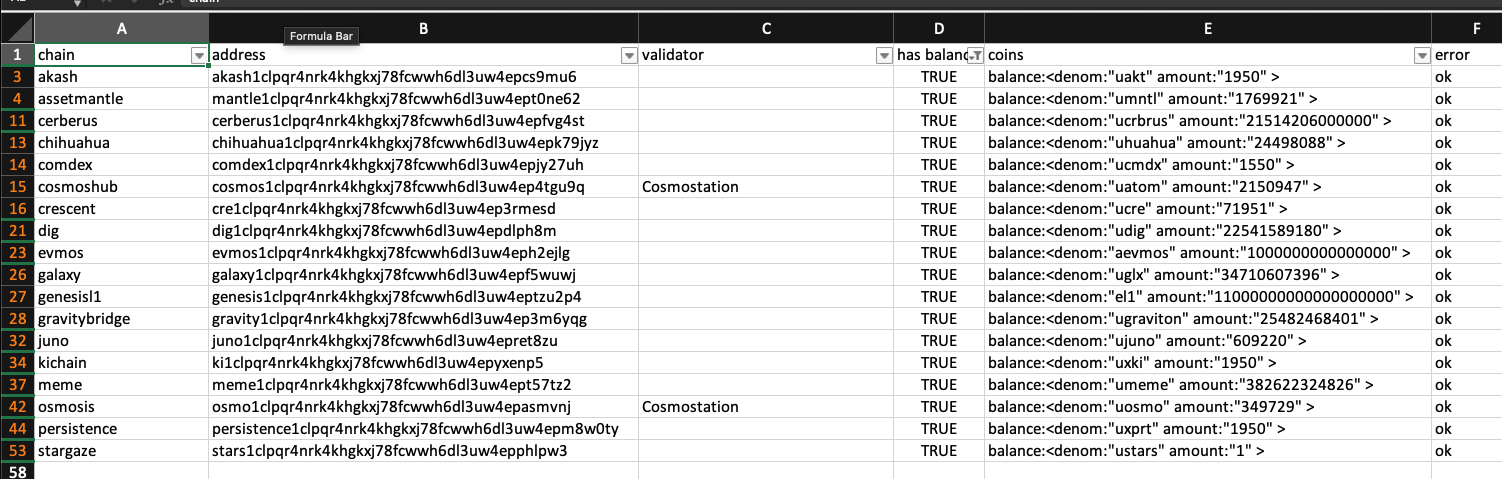 Formula Bar
A B C D E F
1 chain address validator has balanc coins error
3 akash akash1clpqr4nrk4khgkxj78fcwwh6dl3uw4epcs9mu6 TRUE balance:<denom:"uakt" amount:"1950" > ok
4 assetmantle mantle1clpqr4nrk4khgkxj78fcwwh6dl3uw4ept0ne62 TRUE balance:<denom:"umntl" amount:"1769921" > ok
11 cerberus cerberus1clpqr4nrk4khgkxj78fcwwh6dl3uw4epfvg4st TRUE balance:<denom:"ucrbrus" amount:"21514206000000" > ok
13 chihuahua chihuahua1clpqr4nrk4khgkxj78fcwwh6dl3uw4epk79jyz TRUE balance:<denom:"uhuahua" amount:"24498088" > ok
14 comdex comdex1clpqr4nrk4khgkxj78fcwwh6dl3uw4epjy27uh TRUE balance:<denom:"ucmdx" amount:"1550" > ok
15 cosmoshub cosmos1clpqr4nrk4khgkxj78fcwwh6dl3uw4ep4tgu9q Cosmostation TRUE balance:<denom:"uatom" amount:"2150947" > ok
16 crescent cre1clpqr4nrk4khgkxj78fcwwh6dl3uw4ep3rmesd TRUE balance:<denom:"ucre" amount:"71951" > ok
21 dig dig1clpqr4nrk4khgkxj78fcwwh6dl3uw4epdlph8m TRUE balance:<denom:"udig" amount:"22541589180" > ok
23 evmos evmos1clpqr4nrk4khgkxj78fcwwh6dl3uw4eph2ejlg TRUE balance:<denom:"aevmos" amount:"1000000000000000" > ok
26 galaxy galaxy1clpqr4nrk4khgkxj78fcwwh6dl3uw4epf5wuwj TRUE balance:<denom:"uglx" amount:"34710607396" > ok
27 genesisl1 genesis1clpqr4nrk4khgkxj78fcwwh6dl3uw4eptzu2p4 TRUE balance:<denom:"el1" amount:"11000000000000000000" > ok
28 gravitybridge gravity1clpqr4nrk4khgkxj78fcwwh6dl3uw4ep3m6yqg TRUE balance:<denom:"ugraviton" amount:"25482468401" > ok
32 juno juno1clpqr4nrk4khgkxj78fcwwh6dl3uw4epret8zu TRUE balance:<denom:"ujuno" amount:"609220" > ok
34 kichain ki1clpqr4nrk4khgkxj78fcwwh6dl3uw4epyxenp5 TRUE balance:<denom:"uxki" amount:"1950" > ok
37 meme meme1clpqr4nrk4khgkxj78fcwwh6dl3uw4ept57tz2 TRUE balance:<denom:"umeme" amount:"382622324826" > ok
42 osmosis osmo1clpqr4nrk4khgkxj78fcwwh6dl3uw4epasmvnj Cosmostation TRUE balance:<denom:"uosmo" amount:"349729" > ok
44 persistence persistence1clpqr4nrk4khgkxj78fcwwh6dl3uw4epm8w0ty TRUE balance:<denom:"uxprt" amount:"1950" > ok
53 stargaze stars1clpqr4nrk4khgkxj78fcwwh6dl3uw4epphlpw3 TRUE balance:<denom:"ustars" amount:"1" > ok
58